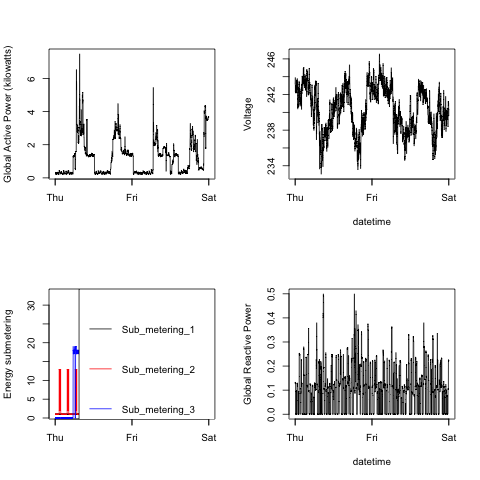 Global Active Power (kilowatts)
0 2 4 6
Thu Fri Sat
Voltage
234 238 242 246
Thu Fri Sat
datetime
Energy submetering
0 5 10 20 30
Thu Fri Sat
Sub_metering_1
Sub_metering_2
Sub_metering_3
Global Reactive Power
0.0 0.1 0.2 0.3 0.4 0.5
Thu Fri Sat
datetime